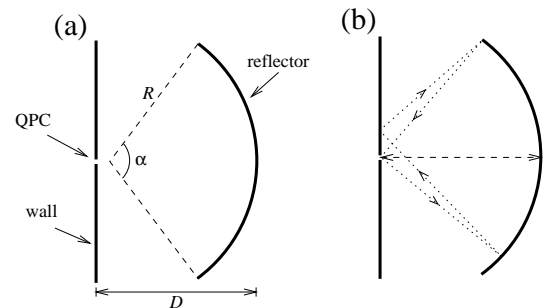 (a)
(b)
reflector
R
QPC
α
wall
D